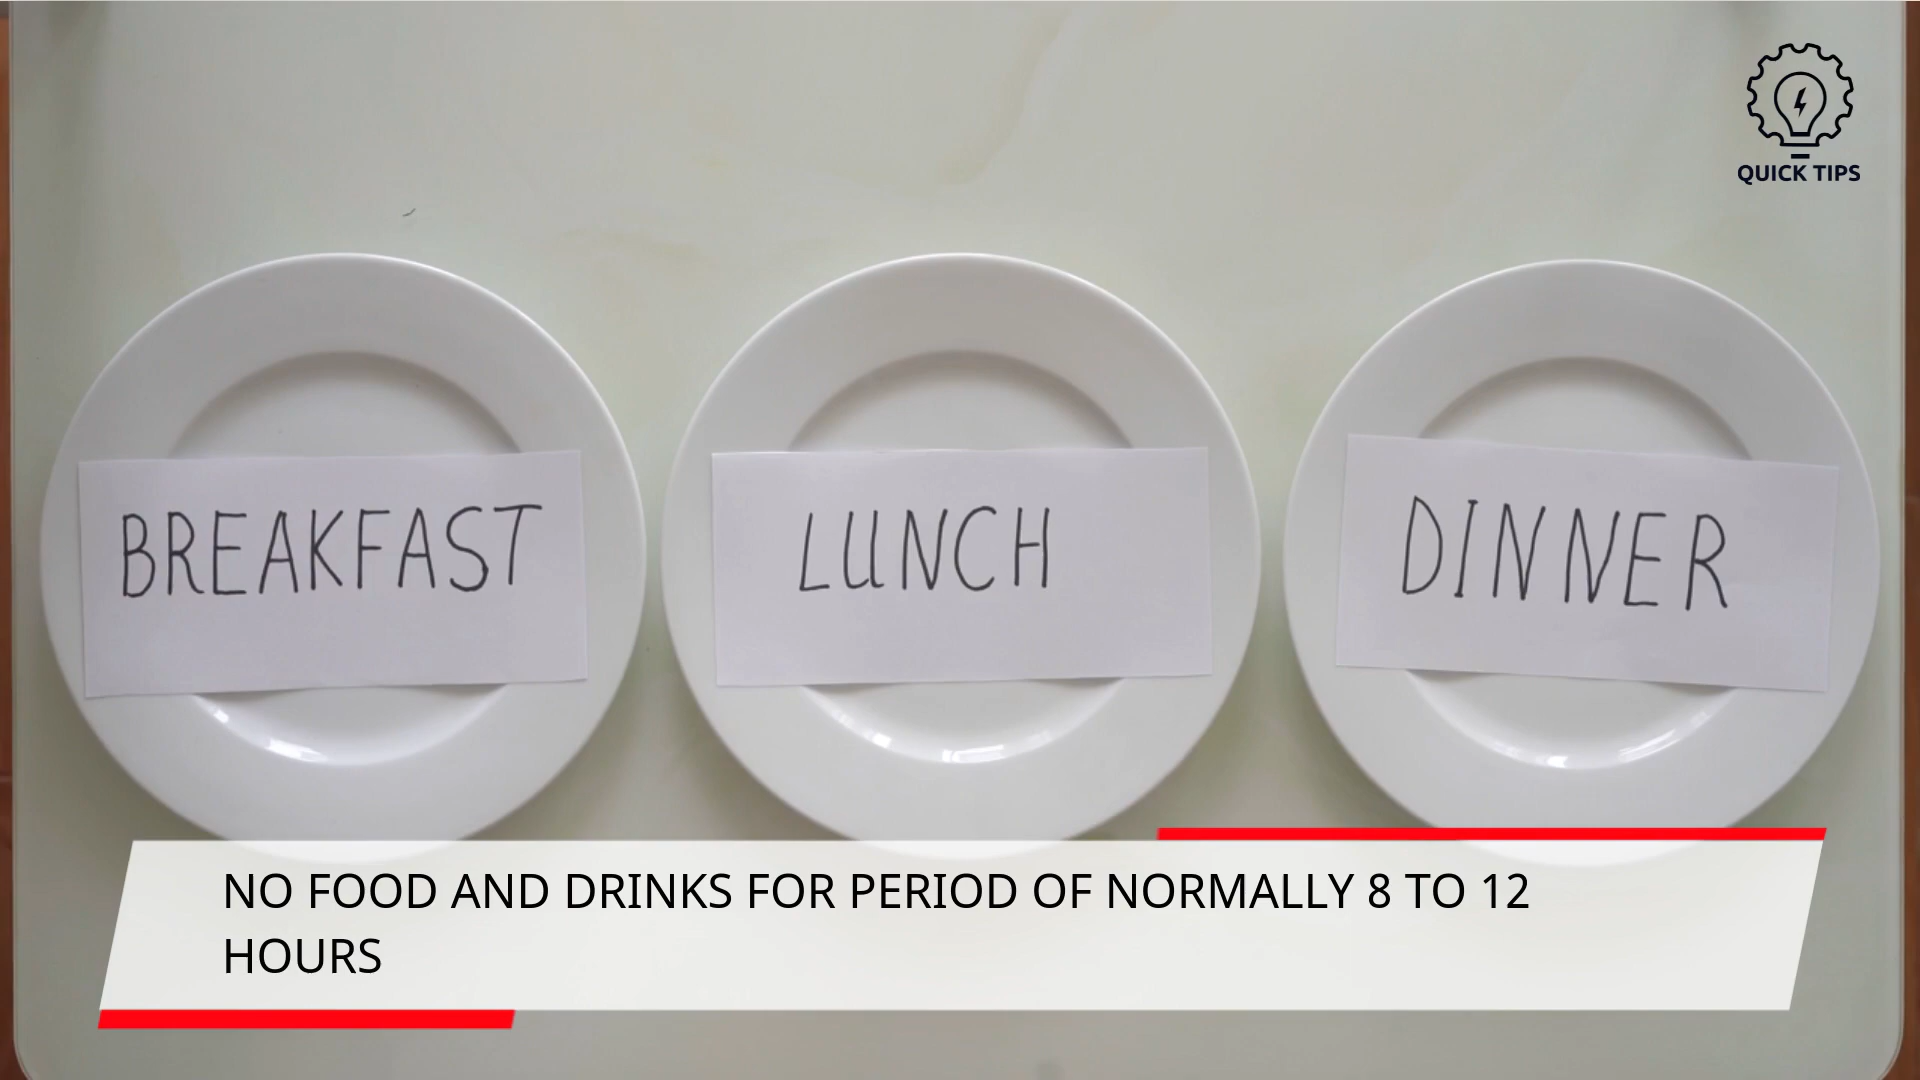 QUICK TIPS
BREAKFAST
LUNCH
DINNER
NO FOOD AND DRINKS FOR PERIOD OF NORMALLY 8 TO 12
HOURS